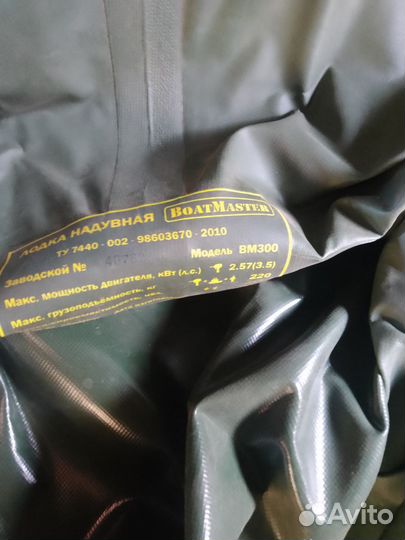 ЛОДКА НАДУВНАЯ BOATMASTER
ТУ 7440-002-98603670-2010
Заводской № Модель BM300
Макс. мощность двигателя, кВт (л.с.) 2.57(3.5)
Макс. грузоподъёмность, кг 220
Avito